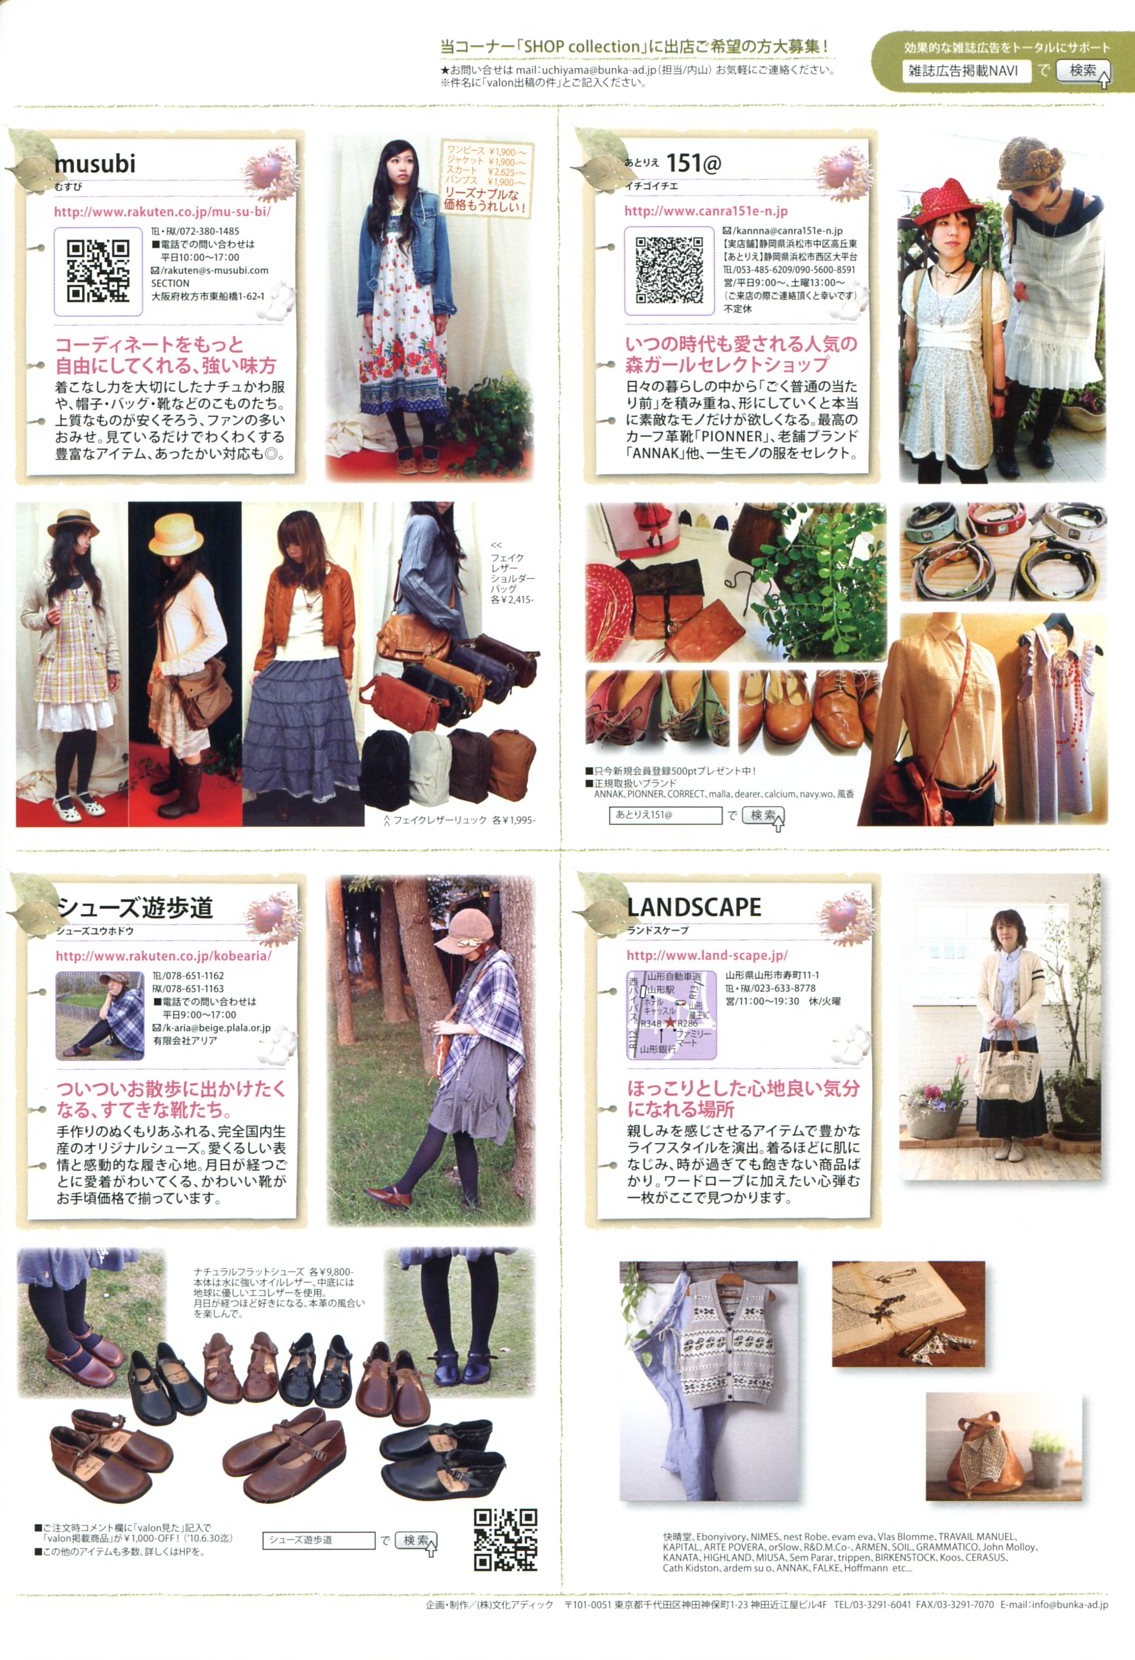 当コーナー「SHOP collection」に出店ご希望の方大募集！
★お問い合せは mail：uchiyama@bunka-ad.jp（担当/内山） お気軽にご連絡ください。
※件名に「valon出稿の件」とご記入ください。
効果的な雑誌広告をトータルにサポート
雑誌広告掲載NAVI で 検索
musubi
むすび
http://www.rakuten.co.jp/mu-su-bi/
TEL・FAX/072-380-1485
■電話での問い合わせは
平日10：00〜17：00
✉/rakuten@s-musubi.com
SECTION
大阪府枚方市東船橋1-62-1
コーディネートをもっと
自由にしてくれる、強い味方
着こなし力を大切にしたナチュかわ服
や、帽子・バッグ・靴などのこものたち。
上質なものが安くそろう、ファンの多い
おみせ。見ているだけでわくわくする
豊富なアイテム、あったかい対応も◎。
ワンピース ¥1,900-〜
ジャケット ¥1,900-〜
スカート ¥2,625-〜
パンプス ¥1,900-〜
リーズナブルな
価格もうれしい！
<<
フェイク
レザー
ショルダー
バッグ
各¥2,415-
^
^ フェイクレザーリュック 各¥1,995-
あとりえ 151@
イチゴイチエ
http://www.canra151e-n.jp
✉/kannna@canra151e-n.jp
【実店舗】静岡県浜松市中区高丘東
【あとりえ】静岡県浜松市西区大平台
TEL/053-485-6209/090-5600-8591
営/平日9：00〜、土曜13：00〜
（ご来店の際ご連絡頂くと幸いです）
不定休
いつの時代も愛される人気の
森ガールセレクトショップ
日々の暮らしの中から「ごく普通の当た
り前」を積み重ね、形にしていくと本当
に素敵なモノだけが欲しくなる。最高の
カーフ革靴「PIONNER」、老舗ブランド
「ANNAK」他、一生モノの服をセレクト。
■只今新規会員登録500ptプレゼント中！
■正規取扱いブランド
ANNAK、PIONNER、CORRECT、malla、dearer、calcium、navy.wo、風香
あとりえ151@ で 検索
シューズ遊歩道
シューズユウホドウ
http://www.rakuten.co.jp/kobearia/
TEL/078-651-1162
FAX/078-651-1163
■電話での問い合わせは
平日9：00〜17：00
✉/k-aria@beige.plala.or.jp
有限会社アリア
ついついお散歩に出かけたく
なる、すてきな靴たち。
手作りのぬくもりあふれる、完全国内生
産のオリジナルシューズ。愛くるしい表
情と感動的な履き心地。月日が経つご
とに愛着がわいてくる、かわいい靴が
お手頃価格で揃っています。
ナチュラルフラットシューズ 各¥9,800-
本体は水に強いオイルレザー、中底には
地球に優しいエコレザーを使用。
月日が経つほど好きになる、本革の風合い
を楽しんで。
■ご注文時コメント欄に「valon見た」記入で
「valon掲載商品」が¥1,000-OFF！（'10.6.30迄）
■この他のアイテムも多数、詳しくはHPを。
シューズ遊歩道 で 検索
LANDSCAPE
ランドスケープ
http://www.land-scape.jp/
山形自動車道
西バイパス
山形駅
R13
ホテル
キャッスル
山形
蔵王IC
R348 ★ R286
ファミリー
マート
R112
山形銀行
山形県山形市寿町11-1
TEL・FAX/023-633-8778
営/11：00〜19：30 休/火曜
ほっこりとした心地良い気分
になれる場所
親しみを感じさせるアイテムで豊かな
ライフスタイルを演出。着るほどに肌に
なじみ、時が過ぎても飽きない商品ば
かり。ワードローブに加えたい心弾む
一枚がここで見つかります。
快晴堂、Ebonyivory、NIMES、nest Robe、evam eva、Vlas Blomme、TRAVAIL MANUEL、
KAPITAL、ARTE POVERA、orSlow、R&D.M.Co-、ARMEN、SOIL、GRAMMATICO、John Molloy、
KANATA、HIGHLAND、MIUSA、Sem Parar、trippen、BIRKENSTOCK、Koos、CERASUS、
Cath Kidston、ardem su o、ANNAK、FALKE、Hoffmann etc...
企画・制作／（株）文化アディック 〒101-0051 東京都千代田区神田神保町1-23 神田近江屋ビル4F TEL/03-3291-6041 FAX/03-3291-7070 E-mail：info@bunka-ad.jp